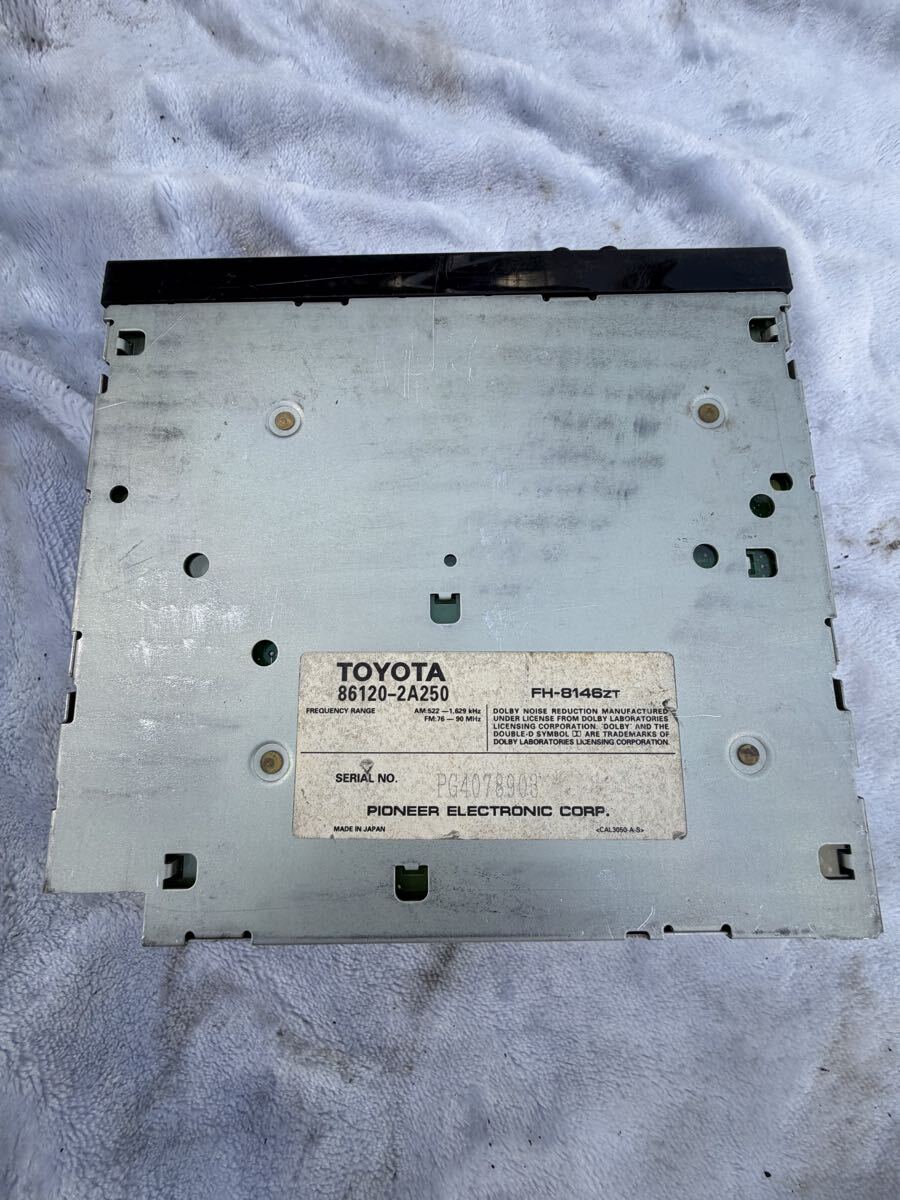 TOYOTA
86120-2A250
FH-8146ZT
FREQUENCY RANGE
AM:522 — 1,629 kHz
FM:76 — 90 MHz
DOLBY NOISE REDUCTION MANUFACTURED
UNDER LICENSE FROM DOLBY LABORATORIES
LICENSING CORPORATION. "DOLBY" AND THE
DOUBLE-D SYMBOL ARE TRADEMARKS OF
DOLBY LABORATORIES LICENSING CORPORATION.
SERIAL NO.
PIONEER ELECTRONIC CORP.
MADE IN JAPAN
<CAL3050-A-S>